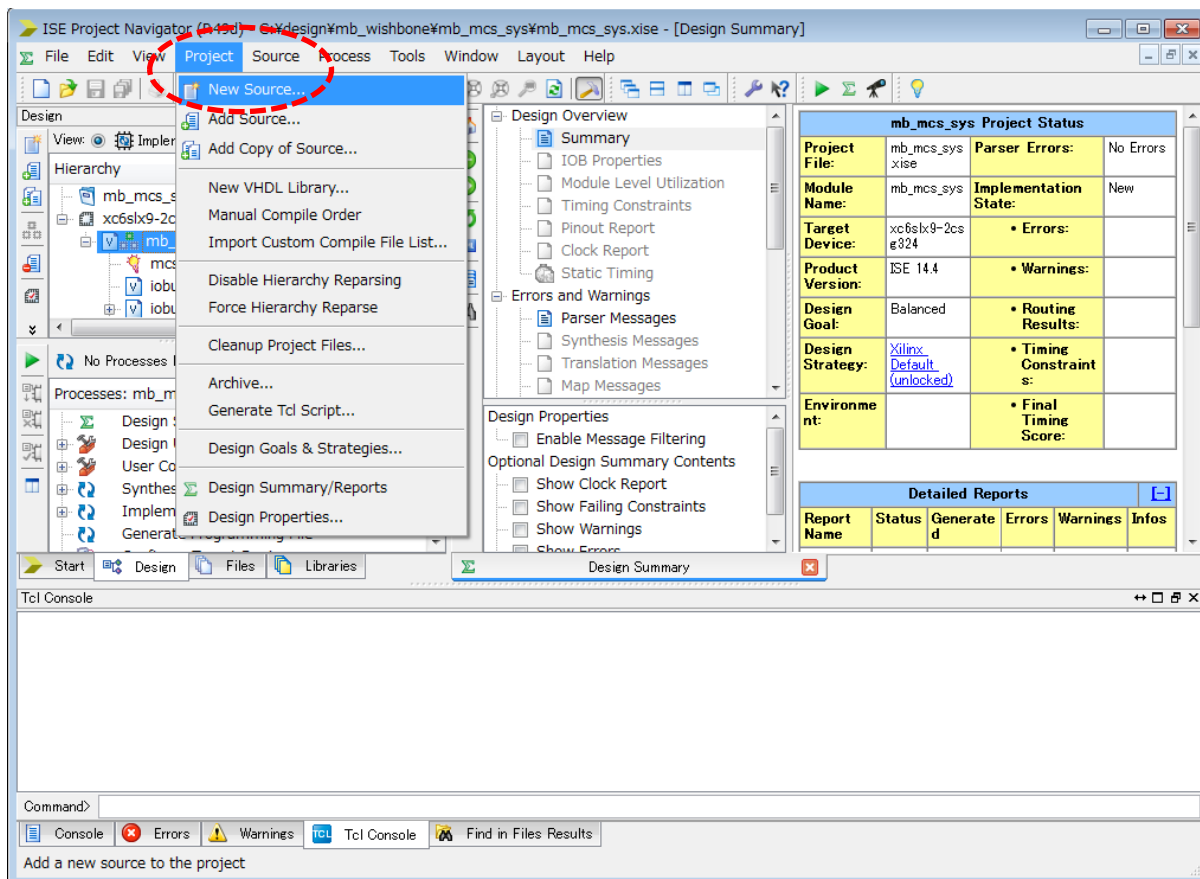 ISE Project Navigator (P.49d) - C:¥design¥mb_wishbone¥mb_mcs_sys¥mb_mcs_sys.xise - [Design Summary]
File Edit View Project Source Process Tools Window Layout Help
New Source...
Add Source...
Add Copy of Source...
New VHDL Library...
Manual Compile Order
Import Custom Compile File List...
Disable Hierarchy Reparsing
Force Hierarchy Reparse
Cleanup Project Files...
Archive...
Generate Tcl Script...
Design Goals & Strategies...
Design Summary/Reports
Design Properties...
Design
View: Impler
Hierarchy
mb_mcs_s
xc6slx9-2c
mb_
mcs
iobu
iobu
No Processes
Processes: mb_m
Design
Design
User Co
Synthes
Implem
Generate Programming File
Start Design Files Libraries
Design Overview
Summary
IOB Properties
Module Level Utilization
Timing Constraints
Pinout Report
Clock Report
Static Timing
Errors and Warnings
Parser Messages
Synthesis Messages
Translation Messages
Map Messages
Design Properties
Enable Message Filtering
Optional Design Summary Contents
Show Clock Report
Show Failing Constraints
Show Warnings
Show Errors
Design Summary
mb_mcs_sys Project Status
Project mb_mcs_sys Parser Errors: No Errors
File: .xise
Module mb_mcs_sys Implementation New
Name: State:
Target xc6slx9-2cs • Errors:
Device: g324
Product ISE 14.4 • Warnings:
Version:
Design Balanced • Routing
Goal: Results:
Design Xilinx • Timing
Strategy: Default Constraint
(unlocked) s:
Environme • Final
nt: Timing
Score:
Detailed Reports [-]
Report Status Generate Errors Warnings Infos
Name d
Tcl Console
Command>
Console Errors Warnings Tcl Console Find in Files Results
Add a new source to the project